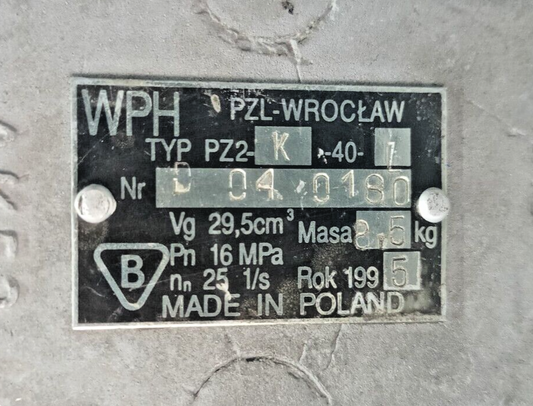 WPH PZL-WROCŁAW
TYP PZ2-K-40-1
Nr D 04 0160
Vg 29,5cm³ Masa 8.5 kg
Pn 16 MPa
B
nn 25 1/s Rok 1995
MADE IN POLAND